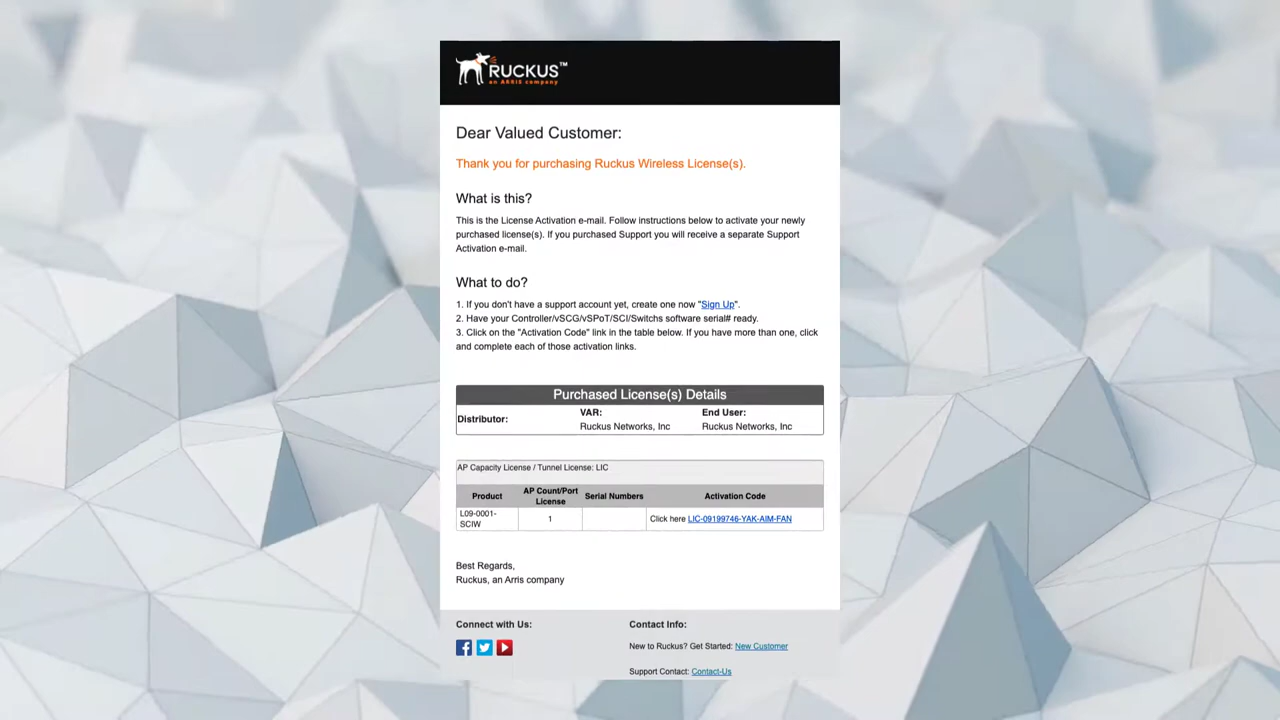 RUCKUS™
an ARRIS company
Dear Valued Customer:
Thank you for purchasing Ruckus Wireless License(s).
What is this?
This is the License Activation e-mail. Follow instructions below to activate your newly
purchased license(s). If you purchased Support you will receive a separate Support
Activation e-mail.
What to do?
1. If you don't have a support account yet, create one now "Sign Up".
2. Have your Controller/vSCG/vSPoT/SCI/Switchs software serial# ready.
3. Click on the "Activation Code" link in the table below. If you have more than one, click
and complete each of those activation links.
Purchased License(s) Details
Distributor:
VAR:
Ruckus Networks, Inc
End User:
Ruckus Networks, Inc
AP Capacity License / Tunnel License: LIC
Product
AP Count/Port
License
Serial Numbers
Activation Code
L09-0001-
SCIW
1
Click here LIC-09199746-YAK-AIM-FAN
Best Regards,
Ruckus, an Arris company
Connect with Us:
Contact Info:
New to Ruckus? Get Started: New Customer
Support Contact: Contact-Us